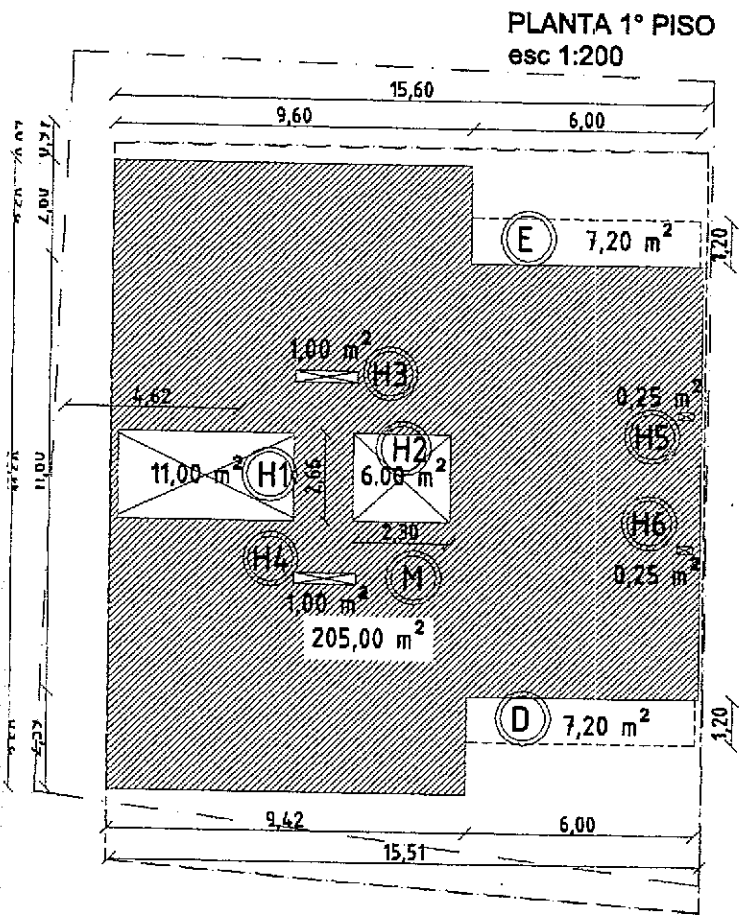 PLANTA 1° PISO
esc 1:200
15,60
9,60
6,00
E
7,20 m²
1,20
1,00 m²
H3
4,62
0,25 m²
H5
11,00 m²
H1
2,66
H2
6.00 m²
H6
2,30
H4
M
0,25 m²
1,00 m²
205,00 m²
D
7,20 m²
1,20
9,42
6,00
15,51